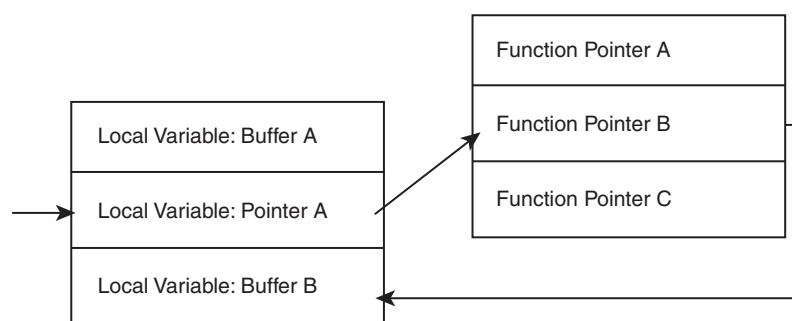 Function Pointer A
Function Pointer B
Function Pointer C
Local Variable: Buffer A
Local Variable: Pointer A
Local Variable: Buffer B